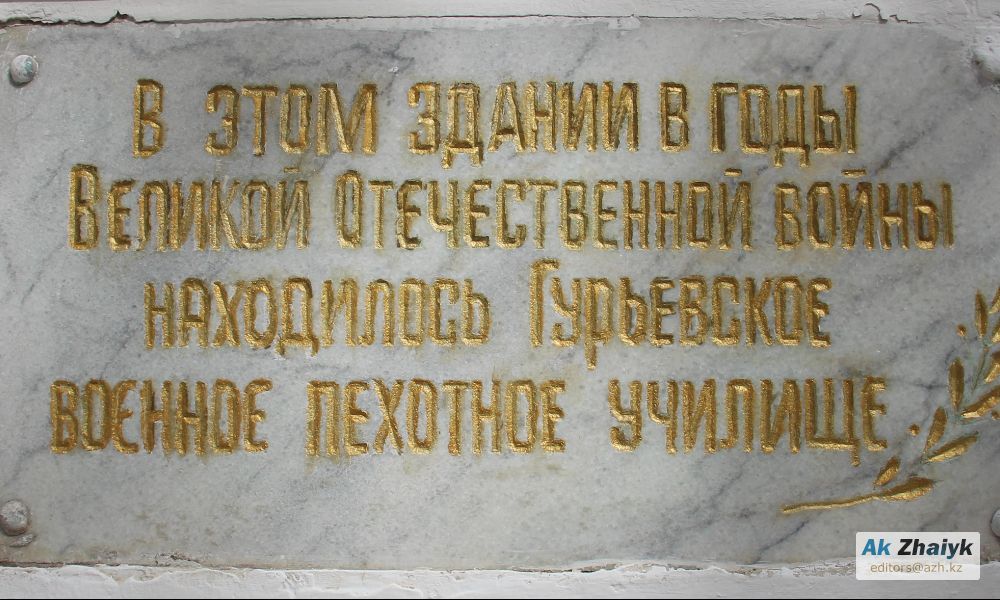 В ЭТОМ ЗДАНИИ В ГОДЫ
ВЕЛИКОЙ ОТЕЧЕСТВЕННОЙ ВОЙНЫ
НАХОДИЛОСЬ ГУРЬЕВСКОЕ
ВОЕННОЕ ПЕХОТНОЕ УЧИЛИЩЕ
Ak Zhaiyk
editors@azh.kz